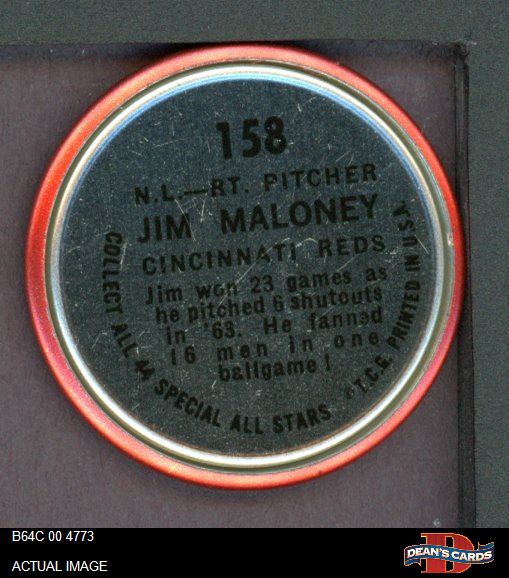 158
N.L.—RT. PITCHER
JIM MALONEY
CINCINNATI REDS
Jim won 23 games as
he pitched 6 shutouts
in '63. He fanned
16 men in one
ballgame!
COLLECT ALL 44 SPECIAL ALL STARS
© T.C.G. PRINTED IN U.S.A.
B64C 00 4773
ACTUAL IMAGE
DEAN'S CARDS